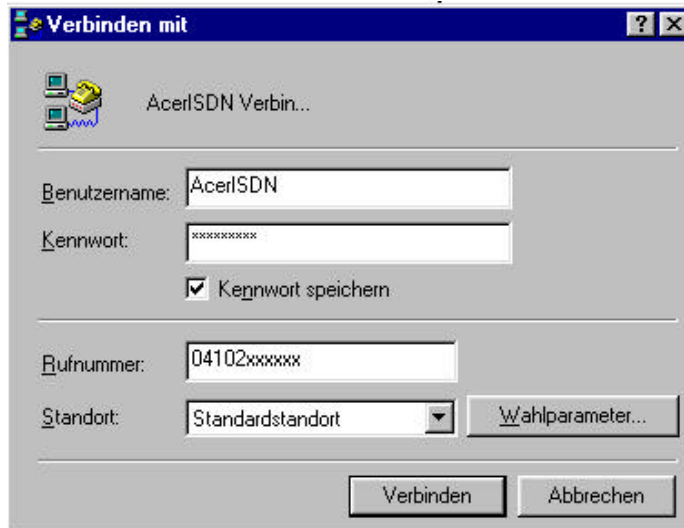 Verbinden mit
AcerISDN Verbin...
Benutzername: AcerISDN
Kennwort: *********
Kennwort speichern
Rufnummer: 04102xxxxxx
Standort: Standardstandort Wahlparameter...
Verbinden Abbrechen